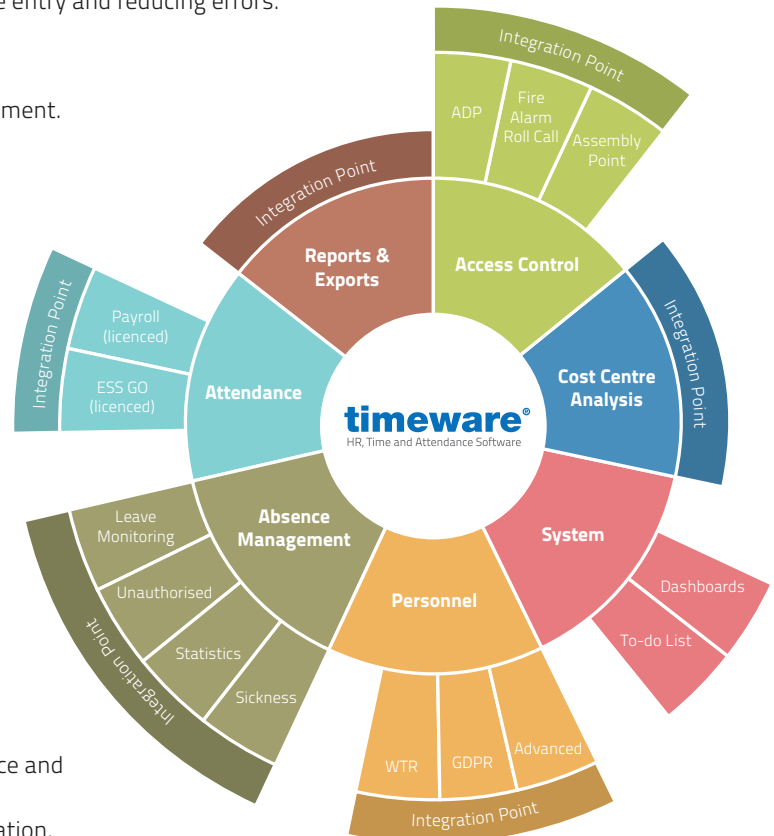 e entry and reducing errors.
ment.
Integration Point
ADP
Fire
Alarm
Roll Call
Assembly
Point
Access Control
Integration Point
Reports &
Exports
Integration Point
Cost Centre
Analysis
Integration Point
Payroll
(licenced)
ESS GO
(licenced)
Attendance
timeware®
HR, Time and Attendance Software
System
Dashboards
To-do List
Absence
Management
Leave
Monitoring
Unauthorised
Statistics
Sickness
Integration Point
Personnel
WTR
GDPR
Advanced
Integration Point
ce and
ation.